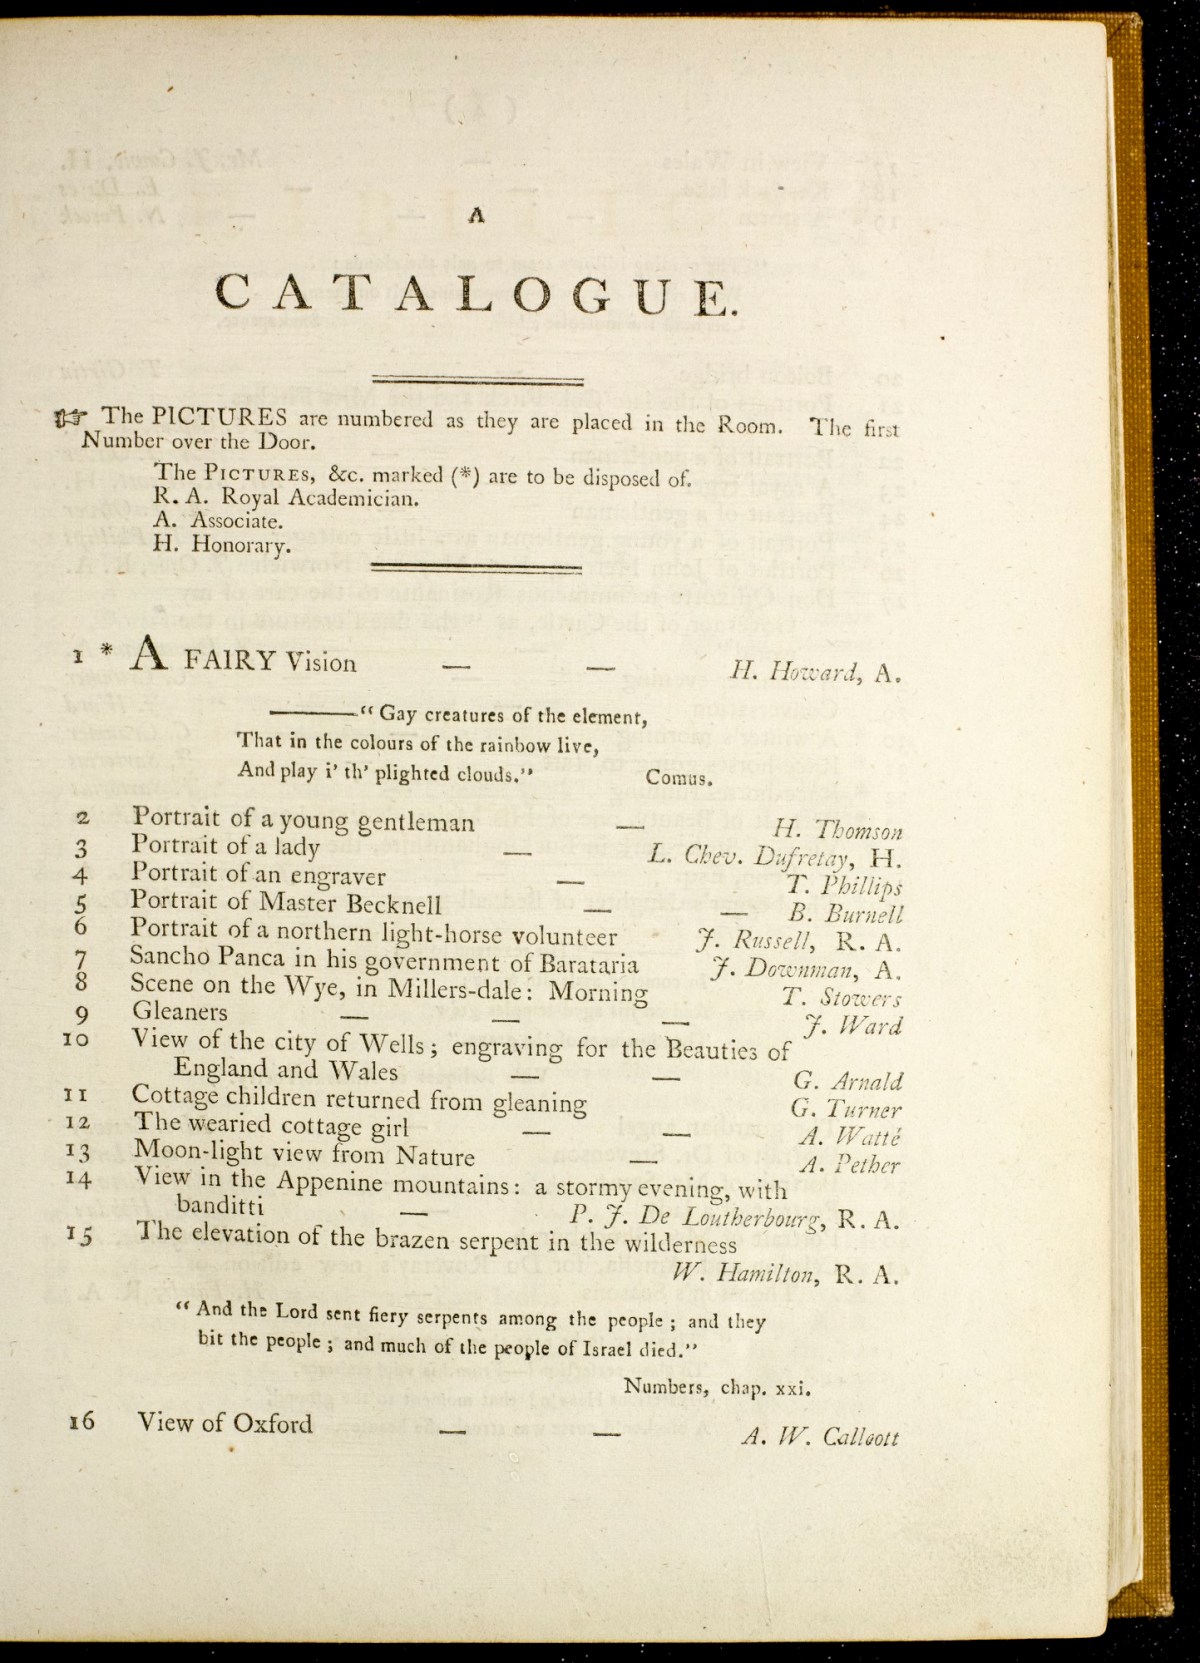 A
CATALOGUE.
☞ The PICTURES are numbered as they are placed in the Room. The first
Number over the Door.
The PICTURES, &c. marked (*) are to be disposed of.
R. A. Royal Academician.
A. Associate.
H. Honorary.
1 * A FAIRY Vision — — H. Howard, A.
———“ Gay creatures of the element,
That in the colours of the rainbow live,
And play i' th' plighted clouds.” Comus.
2 Portrait of a young gentleman — H. Thomson
3 Portrait of a lady — L. Chev. Dufretay, H.
4 Portrait of an engraver — T. Phillips
5 Portrait of Master Becknell — — B. Burnell
6 Portrait of a northern light-horse volunteer J. Russell, R. A.
7 Sancho Panca in his government of Barataria J. Downman, A.
8 Scene on the Wye, in Millers-dale: Morning T. Stowers
9 Gleaners — — — J. Ward
10 View of the city of Wells; engraving for the Beauties of
England and Wales — — G. Arnald
11 Cottage children returned from gleaning G. Turner
12 The wearied cottage girl — — A. Watté
13 Moon-light view from Nature — A. Pether
14 View in the Appenine mountains: a stormy evening, with
banditti — P. J. De Loutherbourg, R. A.
15 The elevation of the brazen serpent in the wilderness
W. Hamilton, R. A.
“ And the Lord sent fiery serpents among the people; and they
bit the people; and much of the people of Israel died.”
Numbers, chap. xxi.
16 View of Oxford — — A. W. Callcott